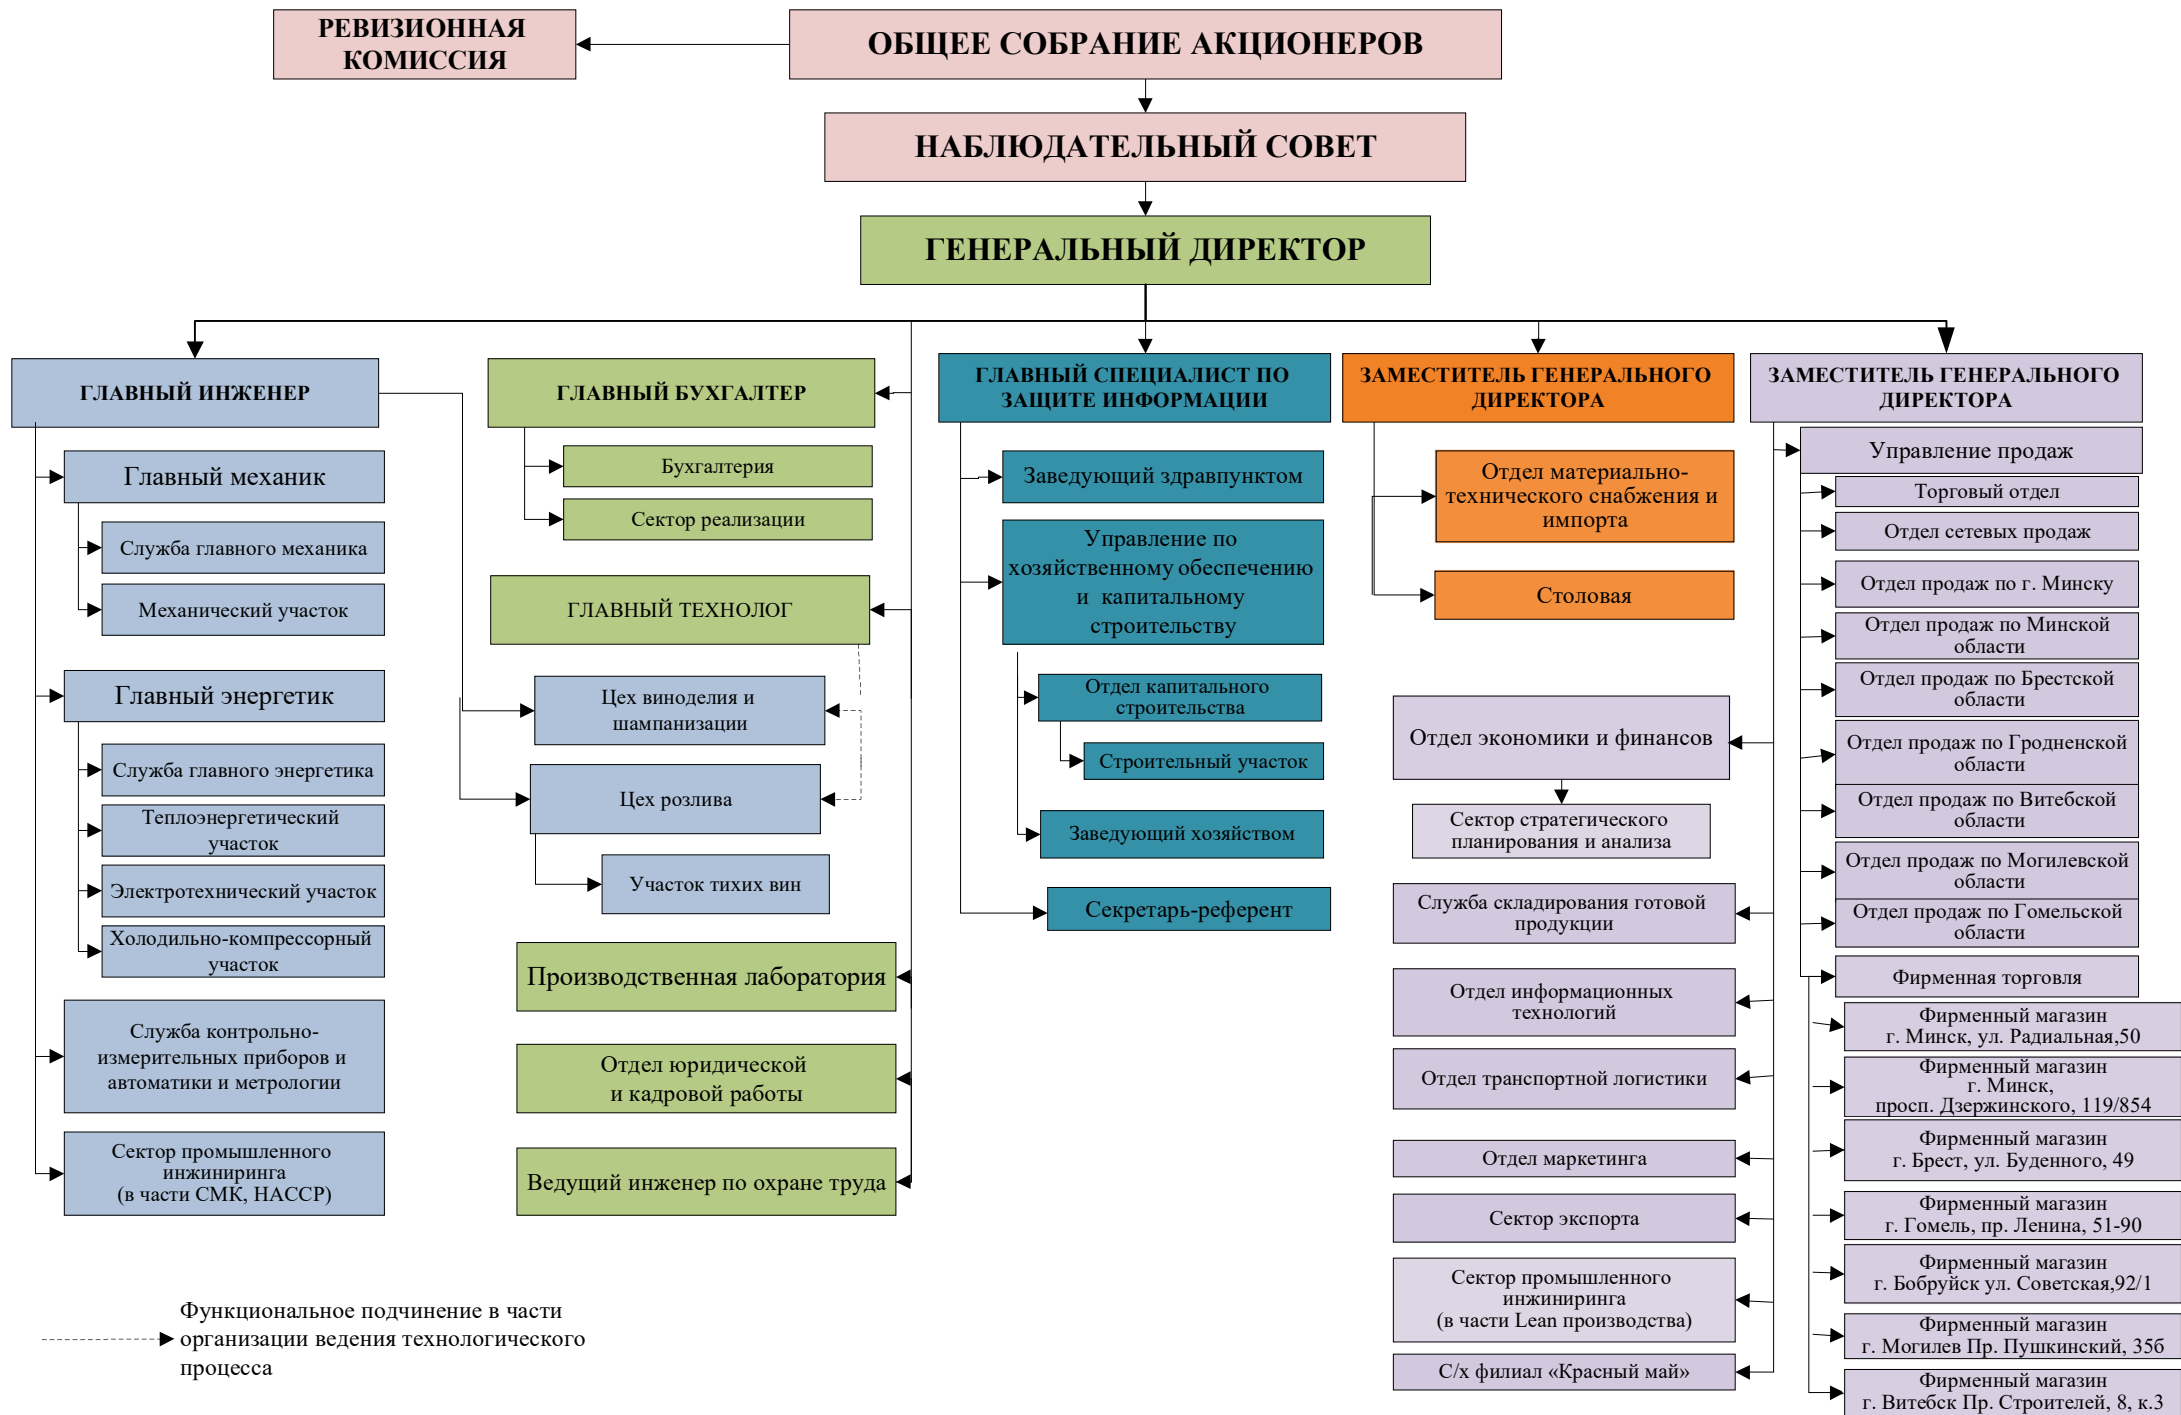 РЕВИЗИОННАЯ
КОМИССИЯ
ОБЩЕЕ СОБРАНИЕ АКЦИОНЕРОВ
НАБЛЮДАТЕЛЬНЫЙ СОВЕТ
ГЕНЕРАЛЬНЫЙ ДИРЕКТОР
ГЛАВНЫЙ ИНЖЕНЕР
Главный механик
Служба главного механика
Механический участок
Главный энергетик
Служба главного энергетика
Теплоэнергетический
участок
Электротехнический участок
Холодильно-компрессорный
участок
Служба контрольно-
измерительных приборов и
автоматики и метрологии
Сектор промышленного
инжиниринга
(в части СМК, НАССР)
ГЛАВНЫЙ БУХГАЛТЕР
Бухгалтерия
Сектор реализации
ГЛАВНЫЙ ТЕХНОЛОГ
Цех виноделия и
шампанизации
Цех розлива
Участок тихих вин
Производственная лаборатория
Отдел юридической
и кадровой работы
Ведущий инженер по охране труда
ГЛАВНЫЙ СПЕЦИАЛИСТ ПО
ЗАЩИТЕ ИНФОРМАЦИИ
Заведующий здравпунктом
Управление по
хозяйственному обеспечению
и капитальному
строительству
Отдел капитального
строительства
Строительный участок
Заведующий хозяйством
Секретарь-референт
ЗАМЕСТИТЕЛЬ ГЕНЕРАЛЬНОГО
ДИРЕКТОРА
Отдел материально-
технического снабжения и
импорта
Столовая
ЗАМЕСТИТЕЛЬ ГЕНЕРАЛЬНОГО
ДИРЕКТОРА
Отдел экономики и финансов
Сектор стратегического
планирования и анализа
Служба складирования готовой
продукции
Отдел информационных
технологий
Отдел транспортной логистики
Отдел маркетинга
Сектор экспорта
Сектор промышленного
инжиниринга
(в части Lean производства)
С/х филиал «Красный май»
Управление продаж
Торговый отдел
Отдел сетевых продаж
Отдел продаж по г. Минску
Отдел продаж по Минской
области
Отдел продаж по Брестской
области
Отдел продаж по Гродненской
области
Отдел продаж по Витебской
области
Отдел продаж по Могилевской
области
Отдел продаж по Гомельской
области
Фирменная торговля
Фирменный магазин
г. Минск, ул. Радиальная,50
Фирменный магазин
г. Минск,
просп. Дзержинского, 119/854
Фирменный магазин
г. Брест, ул. Буденного, 49
Фирменный магазин
г. Гомель, пр. Ленина, 51-90
Фирменный магазин
г. Бобруйск ул. Советская,92/1
Фирменный магазин
г. Могилев Пр. Пушкинский, 35б
Фирменный магазин
г. Витебск Пр. Строителей, 8, к.3
Функциональное подчинение в части
организации ведения технологического
процесса